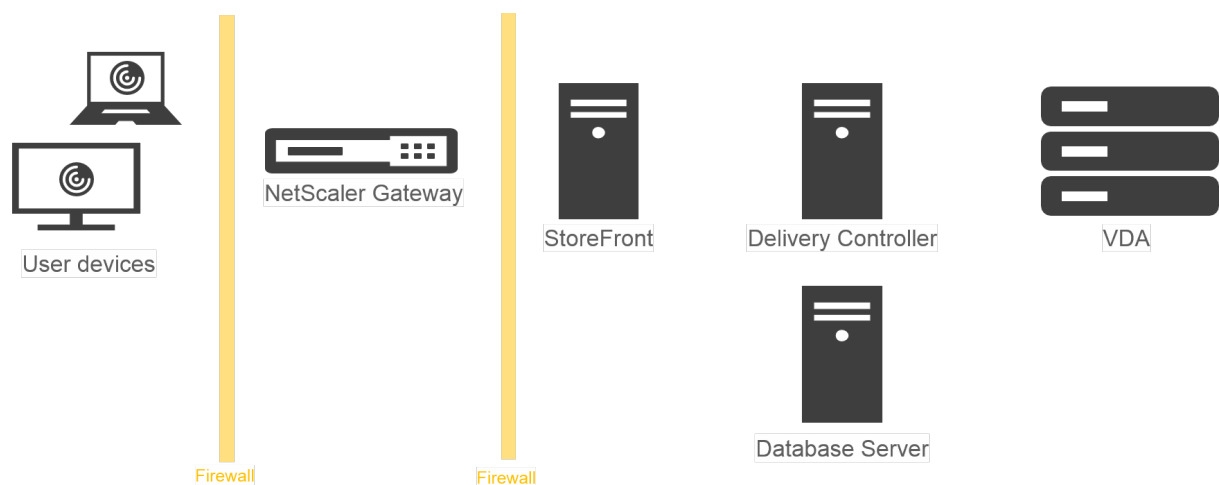 User devices
Firewall
NetScaler Gateway
Firewall
StoreFront
Delivery Controller
VDA
Database Server